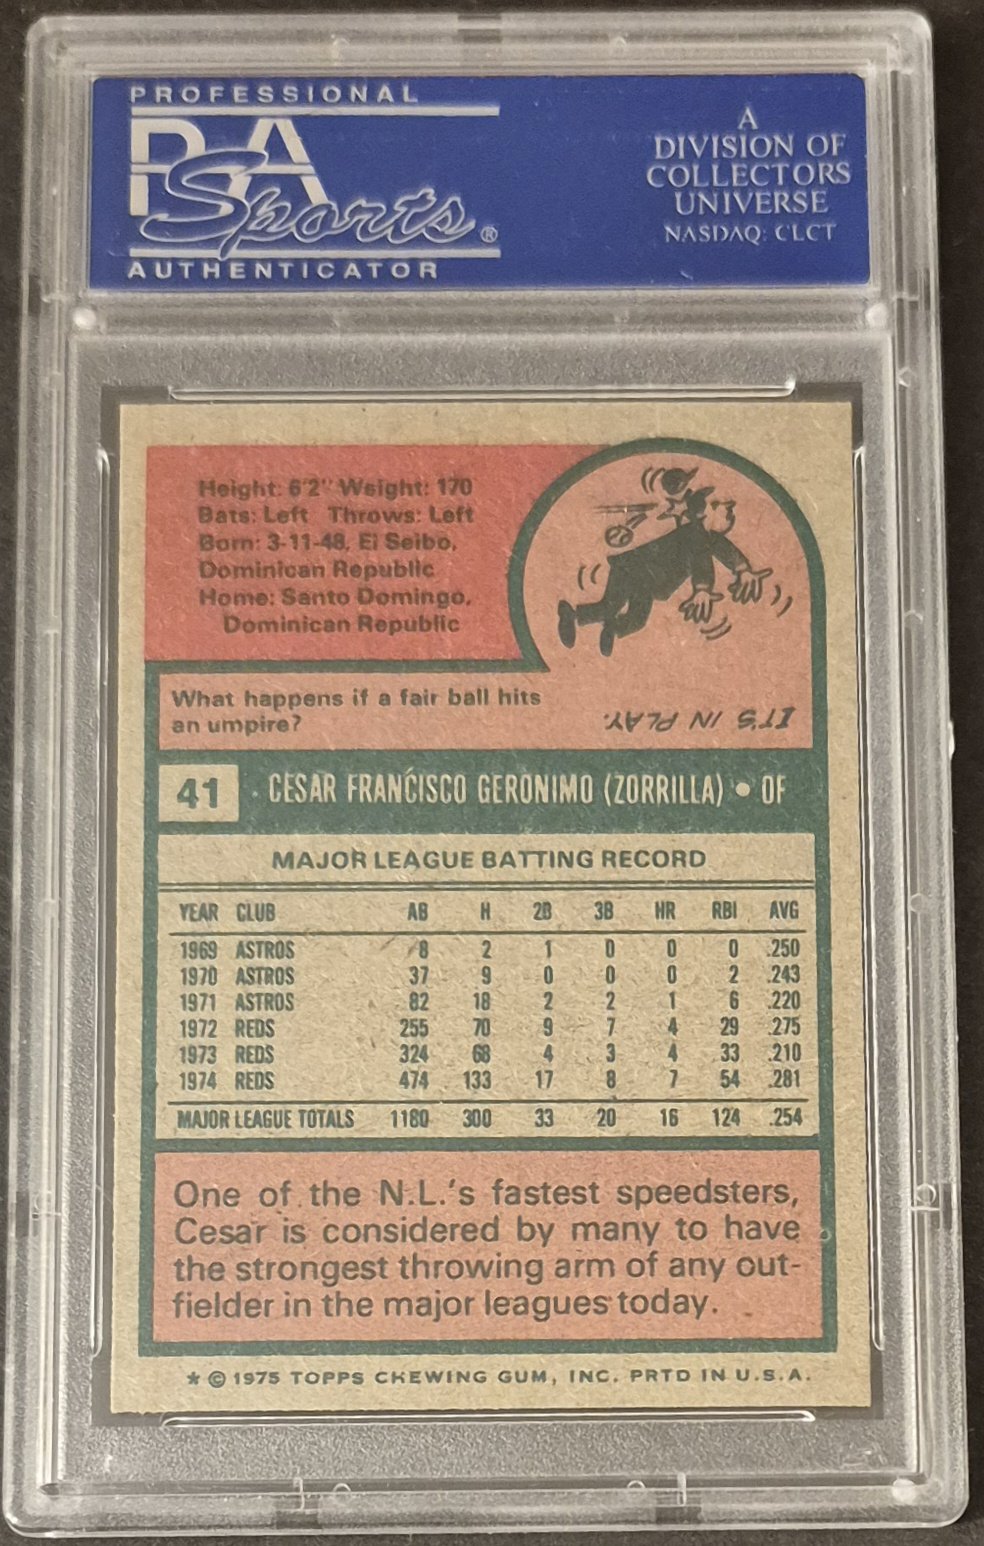 PROFESSIONAL
PSA
Sports®
AUTHENTICATOR
A
DIVISION OF
COLLECTORS
UNIVERSE
NASDAQ: CLCT
Height: 6'2" Weight: 170
Bats: Left Throws: Left
Born: 3-11-48, El Seibo,
Dominican Republic
Home: Santo Domingo,
Dominican Republic
What happens if a fair ball hits
an umpire?
IT'S IN PLAY.
41 CESAR FRANCISCO GERONIMO (ZORRILLA) • OF
MAJOR LEAGUE BATTING RECORD
YEAR CLUB AB H 2B 3B HR RBI AVG
1969 ASTROS 8 2 1 0 0 0 .250
1970 ASTROS 37 9 0 0 0 2 .243
1971 ASTROS 82 18 2 2 1 6 .220
1972 REDS 255 70 9 7 4 29 .275
1973 REDS 324 68 4 3 4 33 .210
1974 REDS 474 133 17 8 7 54 .281
MAJOR LEAGUE TOTALS 1180 300 33 20 16 124 .254
One of the N.L.'s fastest speedsters,
Cesar is considered by many to have
the strongest throwing arm of any out-
fielder in the major leagues today.
* © 1975 TOPPS CHEWING GUM, INC. PRTD IN U.S.A.